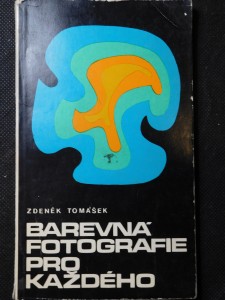 ZDENĚK TOMÁŠEK
BAREVNÁ
FOTOGRAFIE
PRO
KAŽDÉHO